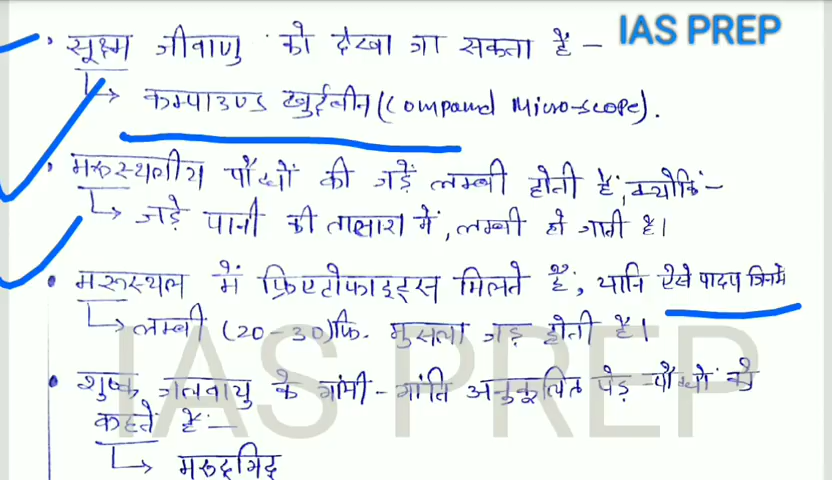 IAS PREP
सूक्ष्म जीवाणु को देखा जा सकता है -
कम्पाउण्ड खुर्दबीन (Compound Micro-scope).
मरुस्थलीय पौधों की जड़ें लम्बी होती हैं, क्योंकि -
जड़े पानी की तालाश में, लम्बी हो जाती है।
मरूस्थल में फ्रिएटोफाइट्स मिलते हैं, यानि ऐसे पादप जिनमें
लम्बी (20-30) फि. मुसला जड़ होती है।
शुष्क जलवायु के भांगी-भांति अनुकूलित पेड़-पौधों को
कहते हैं:-
मरूद्भिद्
IAS PREP